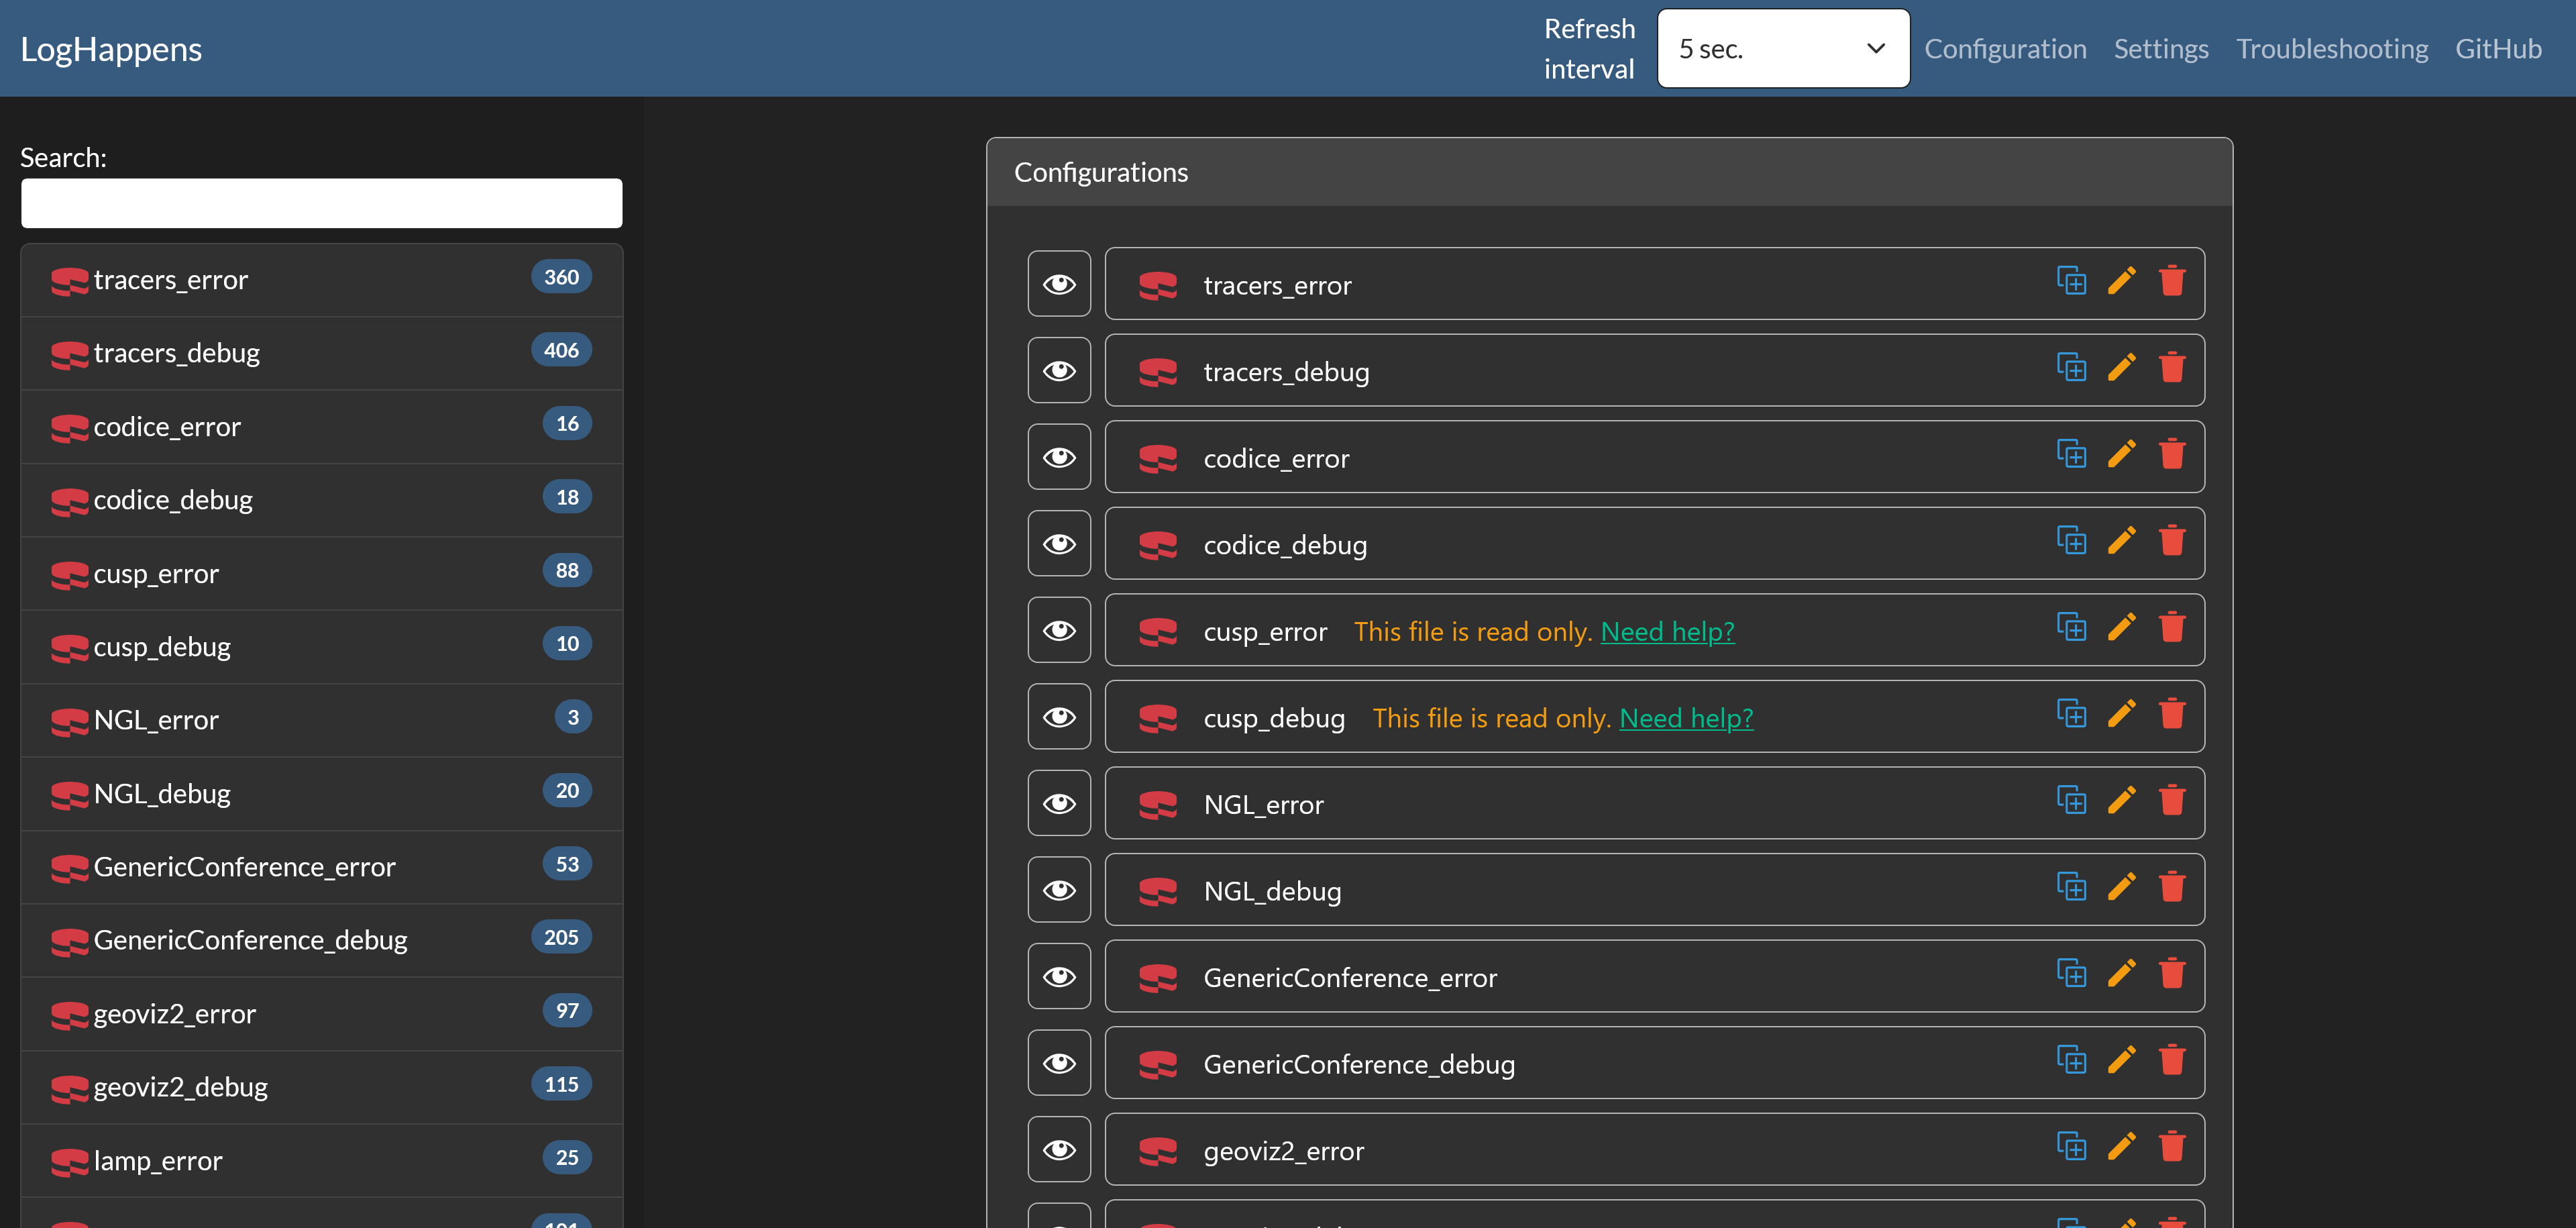 LogHappens
Refresh interval
5 sec.
Configuration
Settings
Troubleshooting
GitHub
Search:
tracers_error 360
tracers_debug 406
codice_error 16
codice_debug 18
cusp_error 88
cusp_debug 10
NGL_error 3
NGL_debug 20
GenericConference_error 53
GenericConference_debug 205
geoviz2_error 97
geoviz2_debug 115
lamp_error 25
Configurations
tracers_error
tracers_debug
codice_error
codice_debug
cusp_error This file is read only. Need help?
cusp_debug This file is read only. Need help?
NGL_error
NGL_debug
GenericConference_error
GenericConference_debug
geoviz2_error